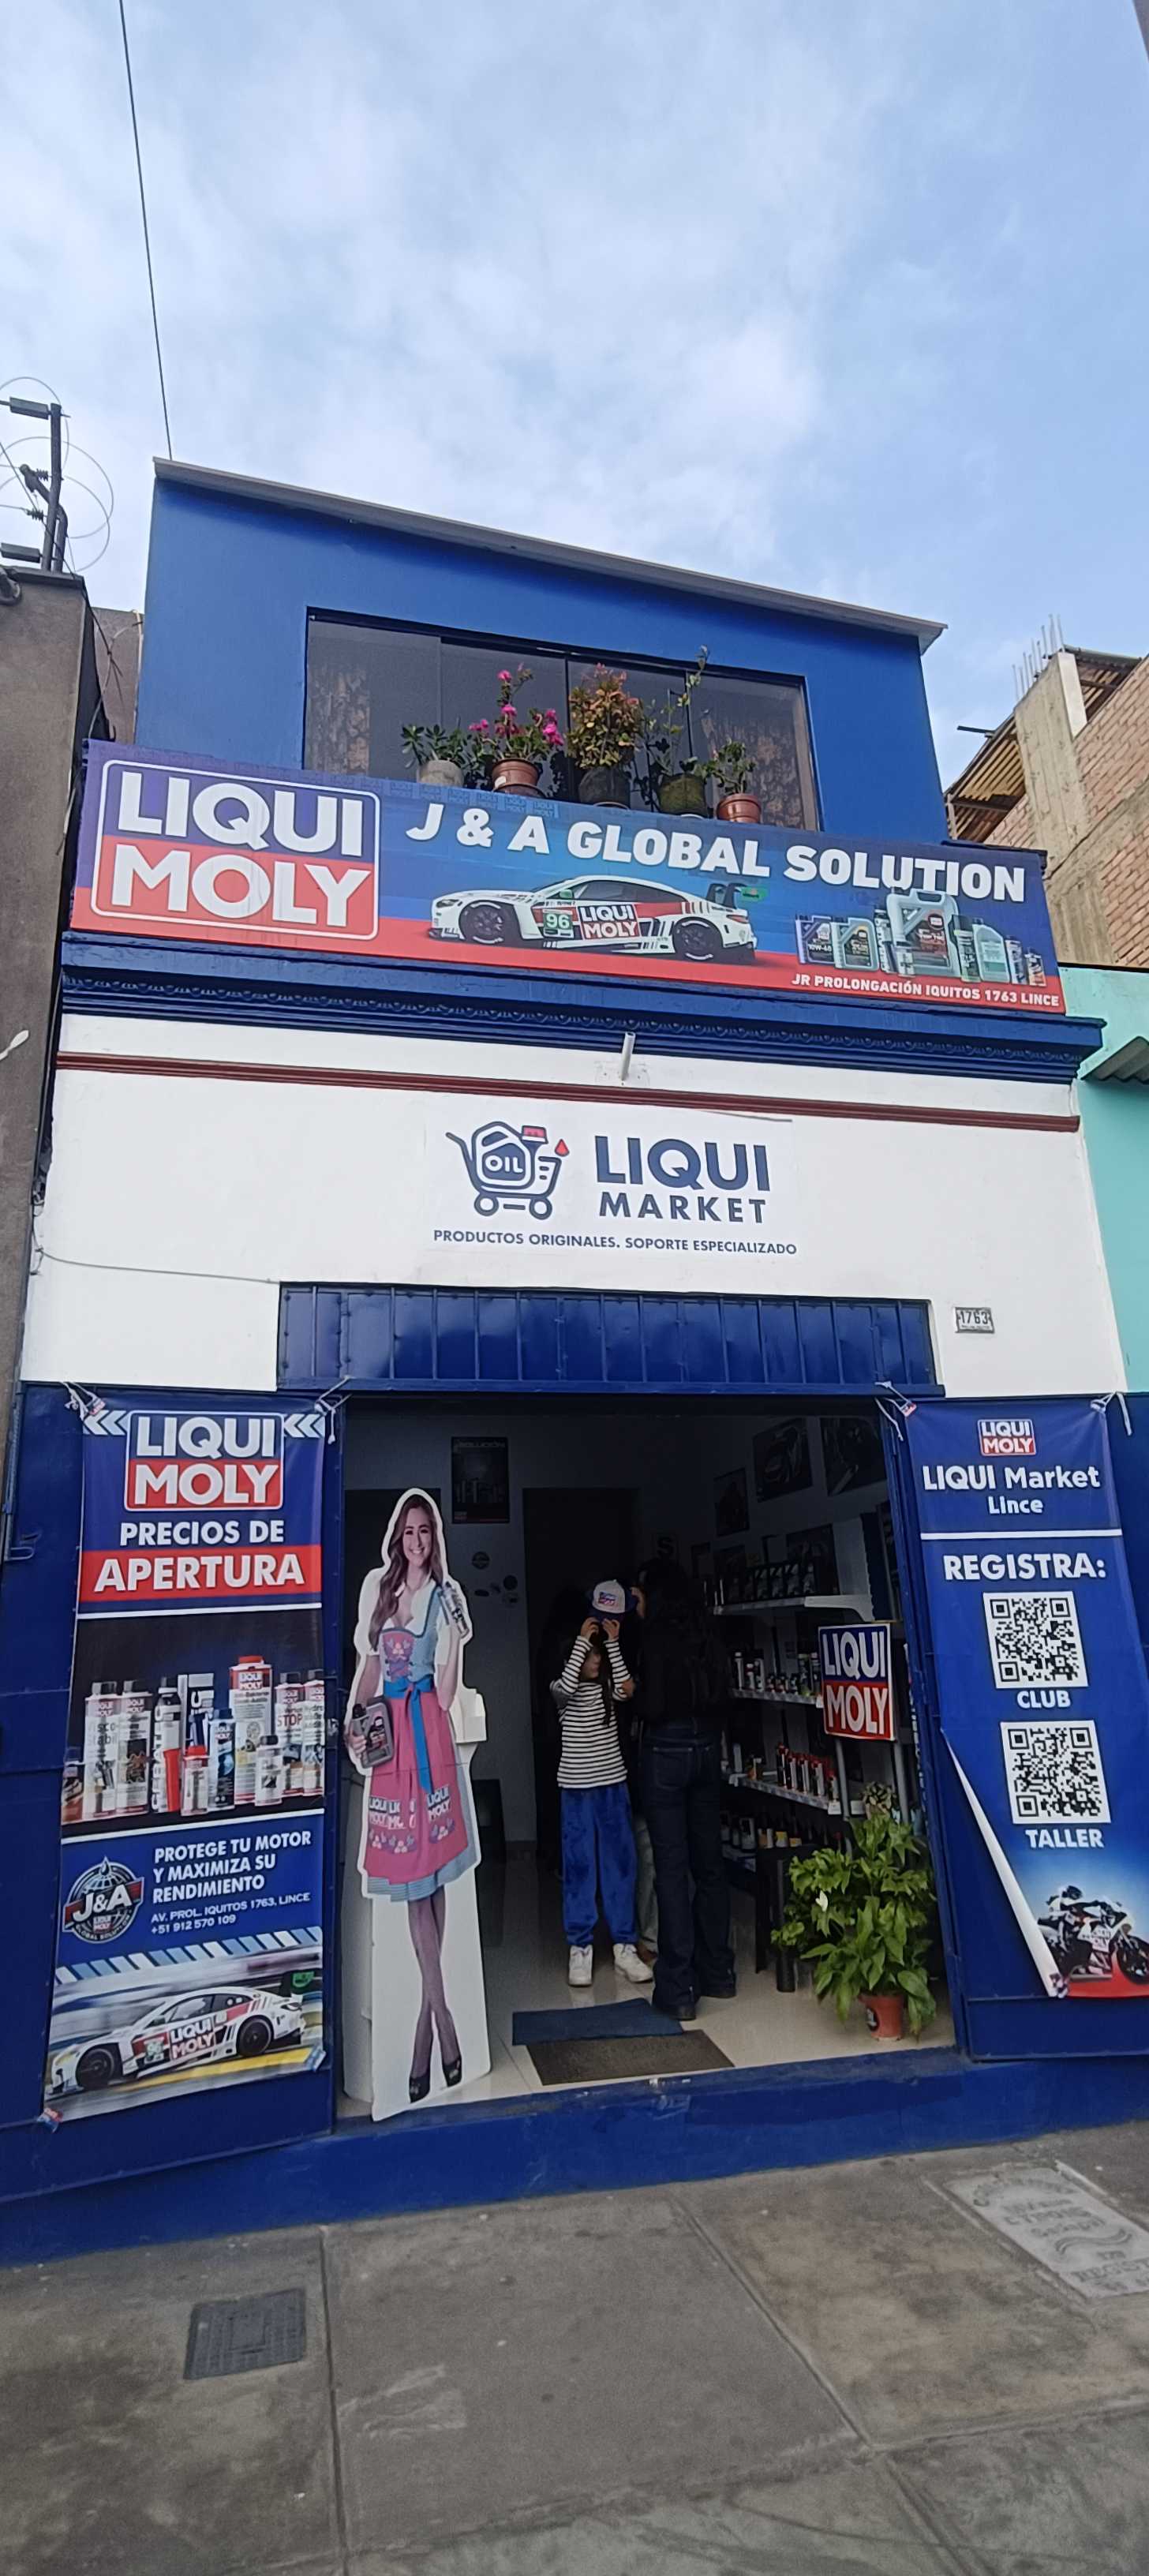 LIQUI
MOLY
J & A GLOBAL SOLUTION
96
LIQUI
MOLY
JR PROLONGACIÓN IQUITOS 1763 LINCE
OIL
LIQUI
MARKET
PRODUCTOS ORIGINALES. SOPORTE ESPECIALIZADO
1763
LIQUI
MOLY
PRECIOS DE
APERTURA
PROTEGE TU MOTOR
Y MAXIMIZA SU
RENDIMIENTO
J&A
AV. PROL. IQUITOS 1763, LINCE
+51 912 570 109
LIQUI
MOLY
LIQUI
MOLY
LIQUI
MOLY
LIQUI Market
Lince
REGISTRA:
CLUB
TALLER